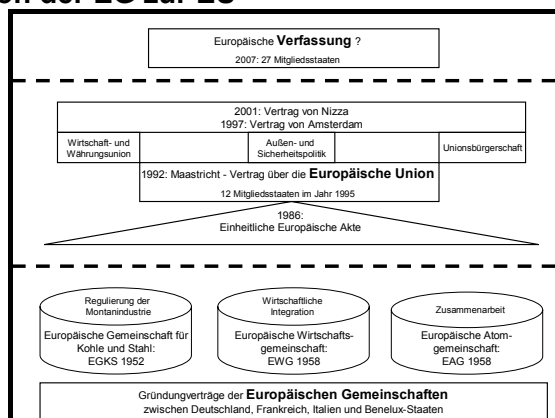 Von der EG zur EU
Europäische Verfassung ?
2007: 27 Mitgliedsstaaten
2001: Vertrag von Nizza
1997: Vertrag von Amsterdam
Wirtschaft- und
Währungsunion
Außen- und
Sicherheitspolitik
Unionsbürgerschaft
1992: Maastricht - Vertrag über die Europäische Union
12 Mitgliedsstaaten im Jahr 1995
1986:
Einheitliche Europäische Akte
Regulierung der
Montanindustrie
Europäische Gemeinschaft für
Kohle und Stahl:
EGKS 1952
Wirtschaftliche
Integration
Europäische Wirtschafts-
gemeinschaft:
EWG 1958
Zusammenarbeit
Europäische Atom-
gemeinschaft:
EAG 1958
Gründungverträge der Europäischen Gemeinschaften
zwischen Deutschland, Frankreich, Italien und Benelux-Staaten